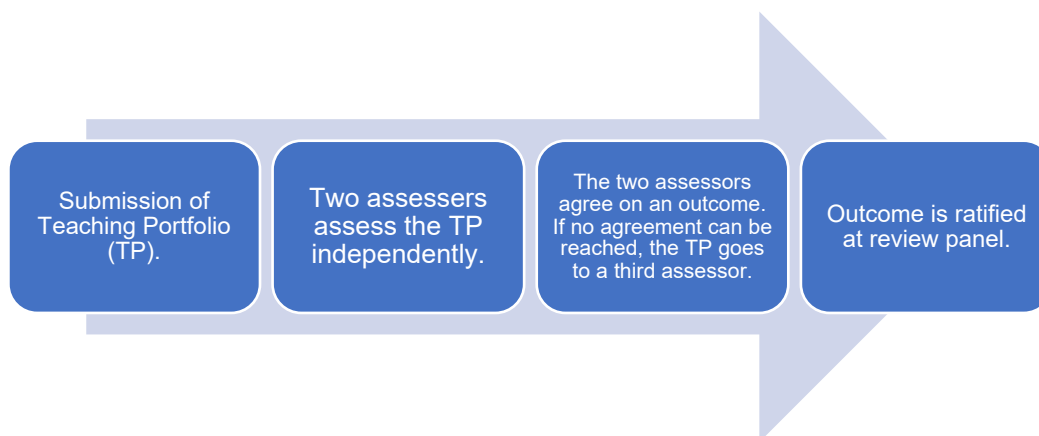 Submission of
Teaching Portfolio
(TP).
Two assessers
assess the TP
independently.
The two assessors
agree on an outcome.
If no agreement can be
reached, the TP goes
to a third assessor.
Outcome is ratified
at review panel.